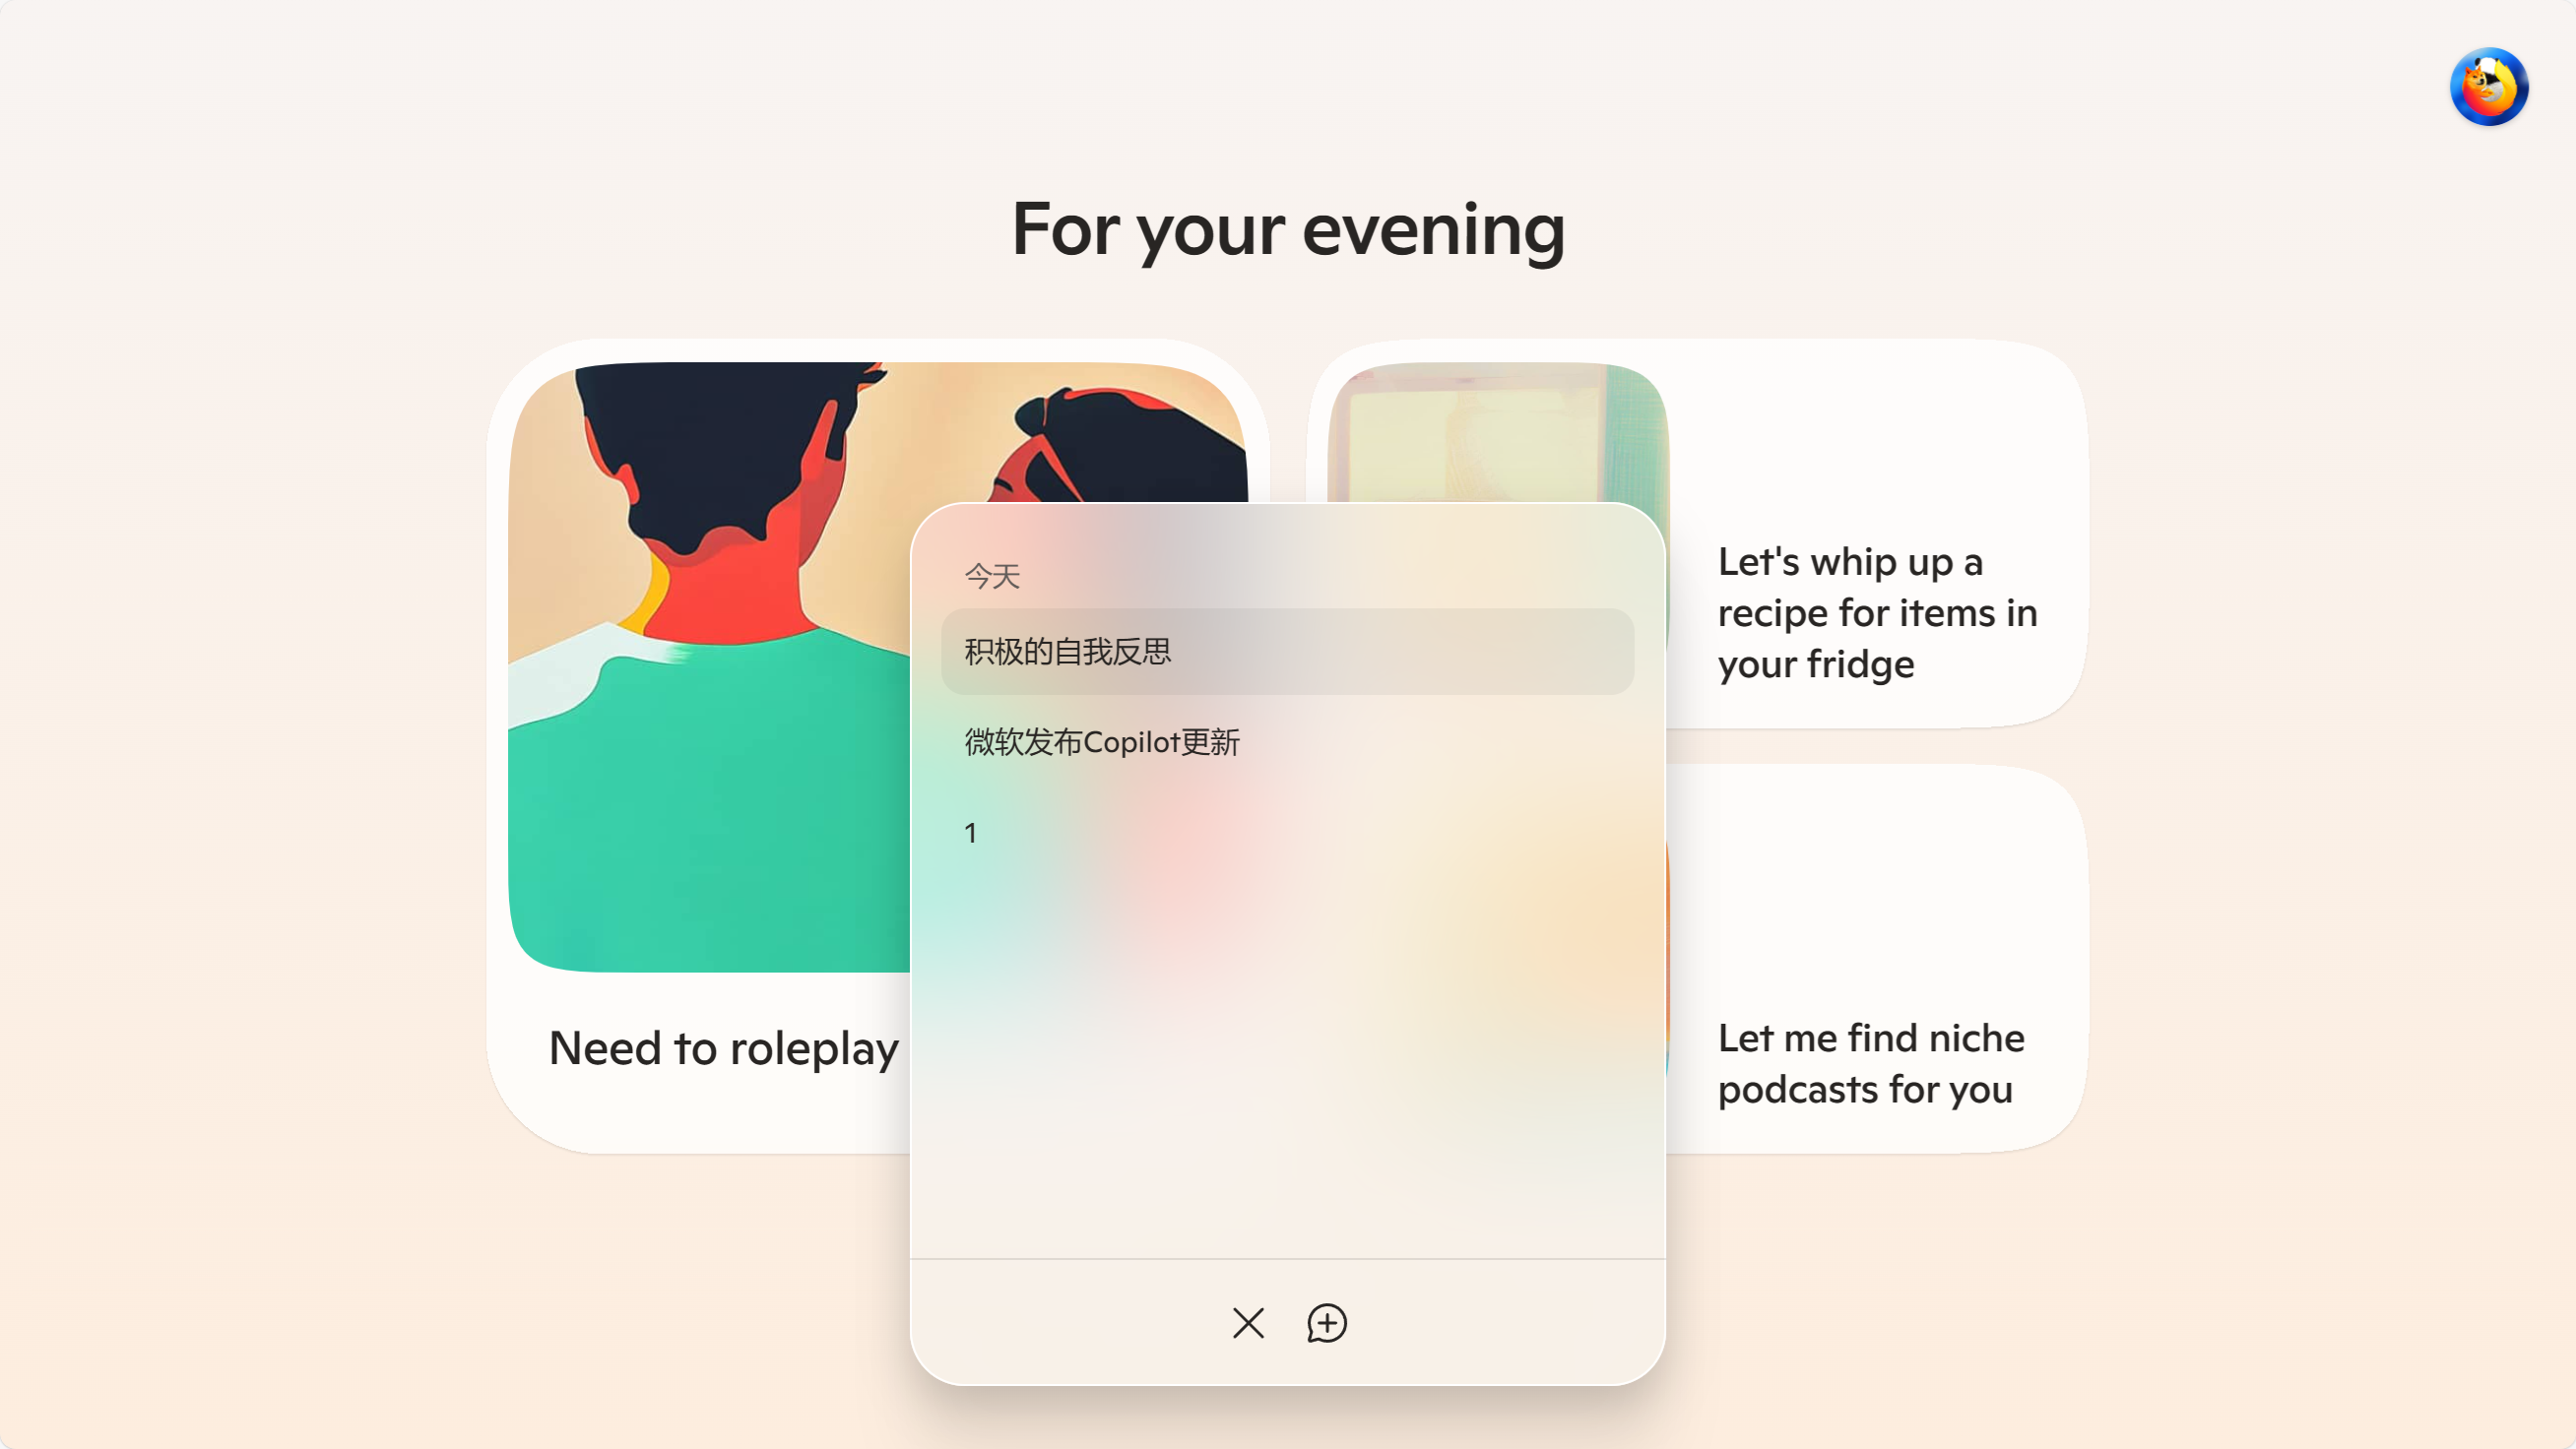 For your evening
Need to roleplay
Let's whip up a
recipe for items in
your fridge
Let me find niche
podcasts for you
今天
积极的自我反思
微软发布Copilot更新
1